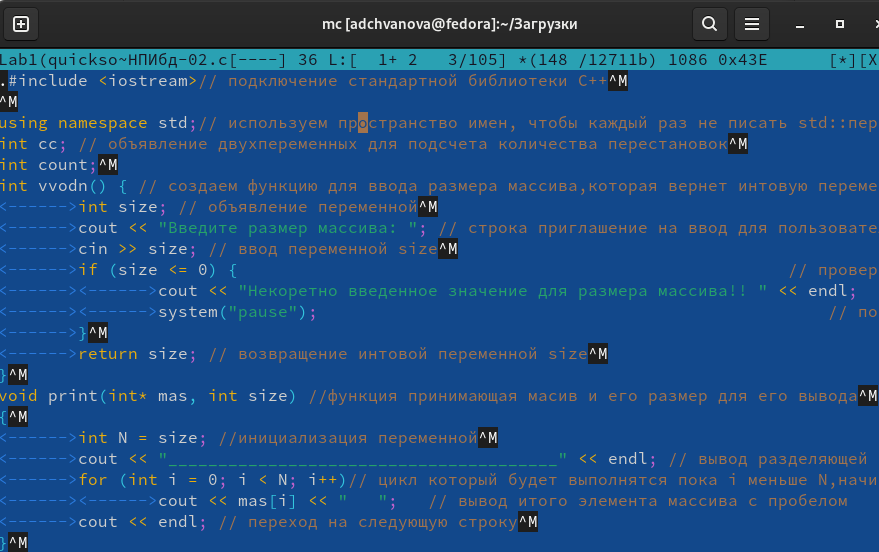 mc [adchvanova@fedora]:~/Загрузки
Lab1(quickso~НПИбд-02.c[----] 36 L:[  1+ 2   3/105] *(148 /12711b) 1086 0x43E      [*][X
.#include <iostream>// подключение стандартной библиотеки C++^M
^M
using namespace std;// используем пространство имен, чтобы каждый раз не писать std::пер
int cc; // объявление двухпеременных для подсчета количества перестановок^M
int count;^M
int vvodn() { // создаем функцию для ввода размера массива,которая вернет интовую переме
<------>int size; // объявление переменной^M
<------>cout << "Введите размер массива: "; // строка приглашение на ввод для пользовате
<------>cin >> size; // ввод переменной size^M
<------>if (size <= 0) {                                                       // провер
<------><------>cout << "Некоретно введенное значение для размера массива!! " << endl;
<------><------>system("pause");                                                   // по
<------>}^M
<------>return size; // возвращение интовой переменной size^M
}^M
void print(int* mas, int size) //функция принимающая масив и его размер для его вывода^M
{^M
<------>int N = size; //инициализация переменной^M
<------>cout << "_______________________________________" << endl; // вывод разделяющей
<------>for (int i = 0; i < N; i++)// цикл который будет выполнятся пока i меньше N,начи
<------><------>cout << mas[i] << "   ";   // вывод итого элемента массива с пробелом
<------>cout << endl; // переход на следующую строку^M
}^M